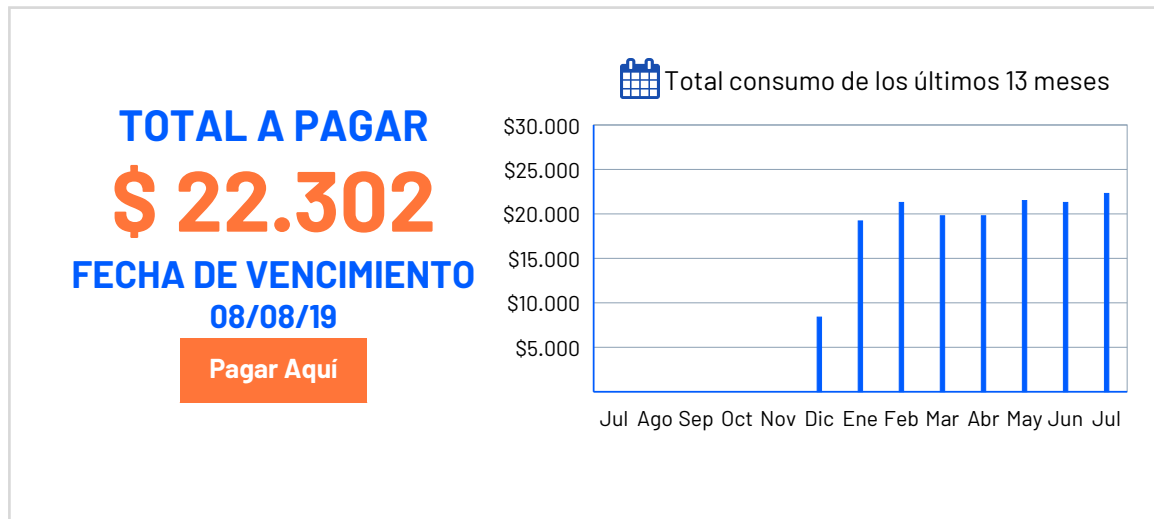 TOTAL A PAGAR
$ 22.302
FECHA DE VENCIMIENTO
08/08/19
Pagar Aquí
Total consumo de los últimos 13 meses
$30.000
$25.000
$20.000
$15.000
$10.000
$5.000
Jul Ago Sep Oct Nov Dic Ene Feb Mar Abr May Jun Jul